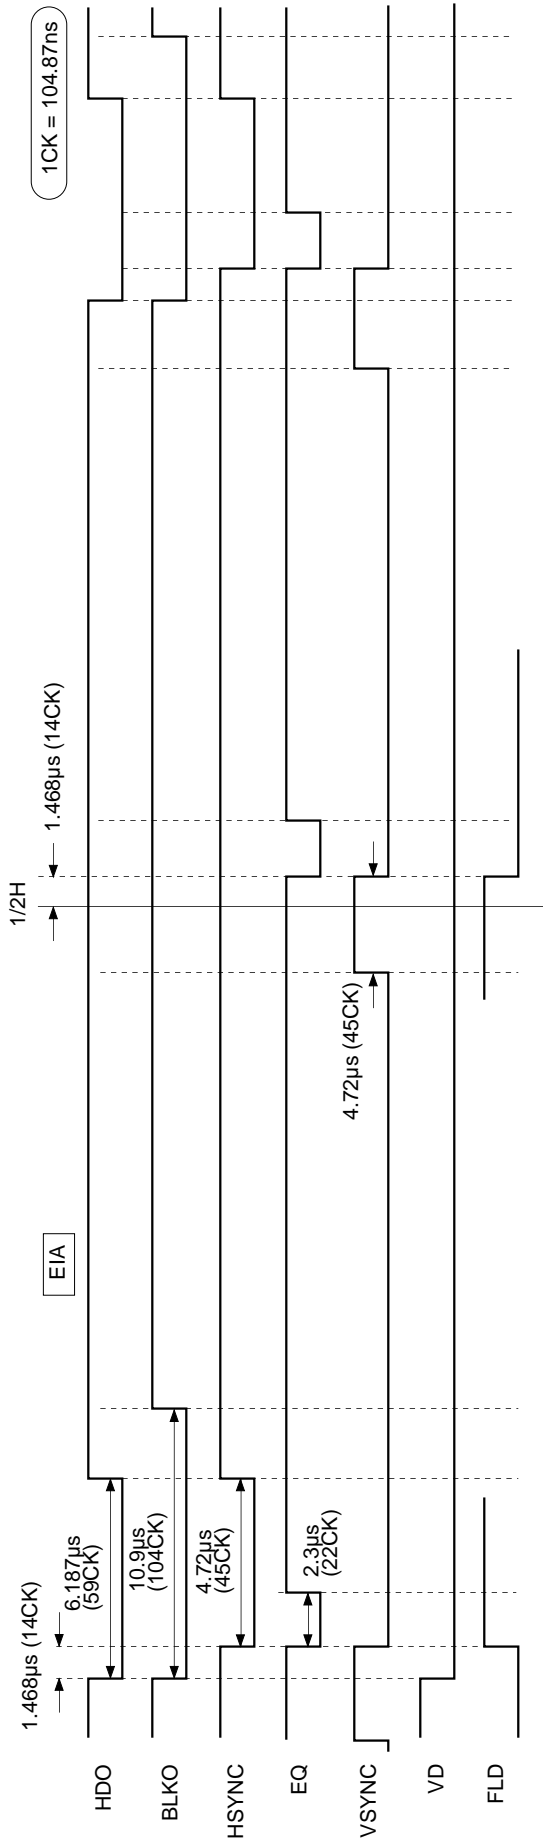 EIA
1CK = 104.87ns
1/2H
1.468µs (14CK)
1.468µs (14CK)
HDO
6.187µs
(59CK)
BLKO
10.9µs
(104CK)
HSYNC
4.72µs
(45CK)
EQ
2.3µs
(22CK)
VSYNC
4.72µs (45CK)
VD
FLD